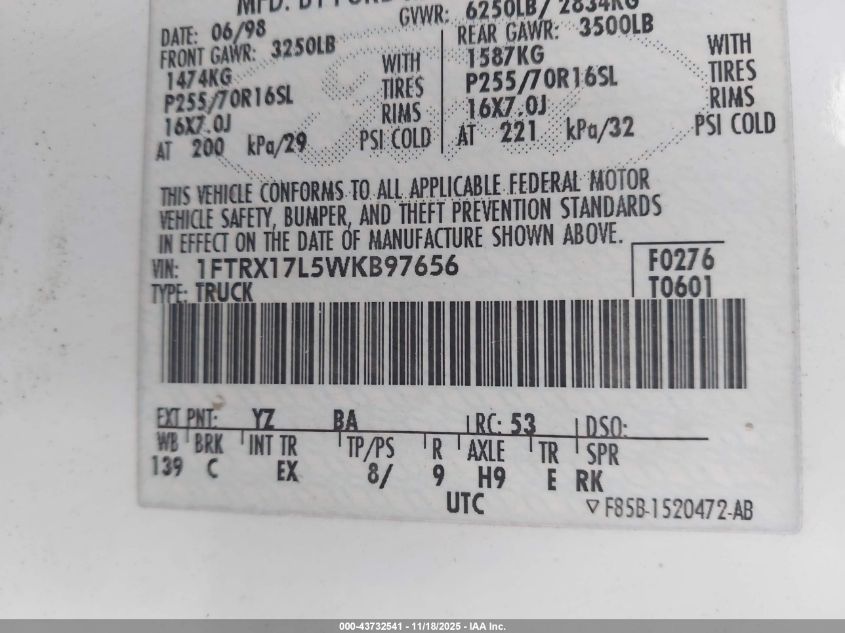 MFD. BY FORD
GVWR: 6250LB/ 2834KG
DATE: 06/98
FRONT GAWR: 3250LB
1474KG
P255/70R16SL
16X7.0J
AT 200 kPa/29
WITH
TIRES
RIMS
PSI COLD
REAR GAWR: 3500LB
1587KG
P255/70R16SL
16X7.0J
AT 221 kPa/32
WITH
TIRES
RIMS
PSI COLD
THIS VEHICLE CONFORMS TO ALL APPLICABLE FEDERAL MOTOR
VEHICLE SAFETY, BUMPER, AND THEFT PREVENTION STANDARDS
IN EFFECT ON THE DATE OF MANUFACTURE SHOWN ABOVE.
VIN: 1FTRX17L5WKB97656
TYPE: TRUCK
F0276
T0601
EXT PNT: YZ BA RC: 53 DSO:
WB BRK INT TR TP/PS R AXLE TR SPR
139 C EX 8/ 9 H9 E RK
UTC
▽ F85B-1520472-AB
000-43732541 - 11/18/2025 - IAA Inc.